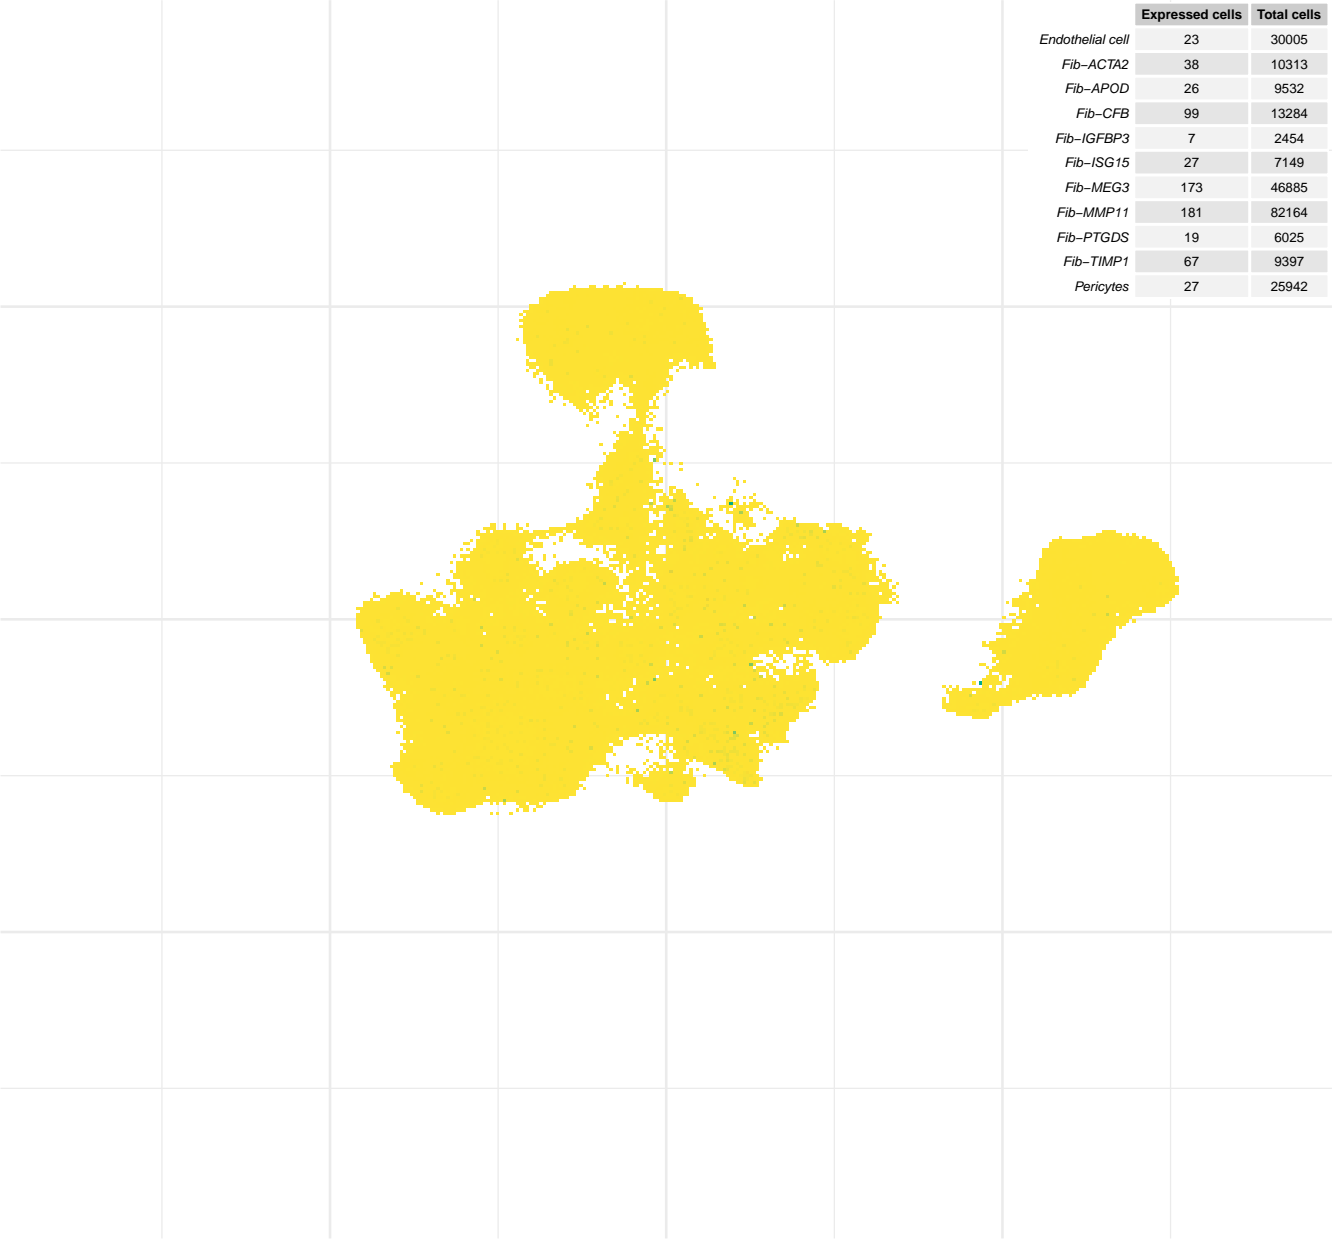 Expressed cells Total cells
Endothelial cell 23 30005
Fib−ACTA2 38 10313
Fib−APOD 26 9532
Fib−CFB 99 13284
Fib−IGFBP3 7 2454
Fib−ISG15 27 7149
Fib−MEG3 173 46885
Fib−MMP11 181 82164
Fib−PTGDS 19 6025
Fib−TIMP1 67 9397
Pericytes 27 25942